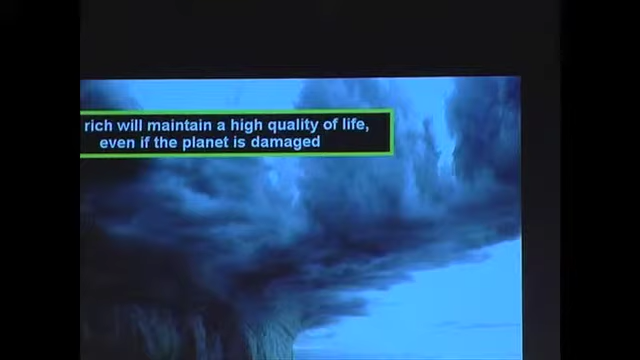 rich will maintain a high quality of life,
even if the planet is damaged